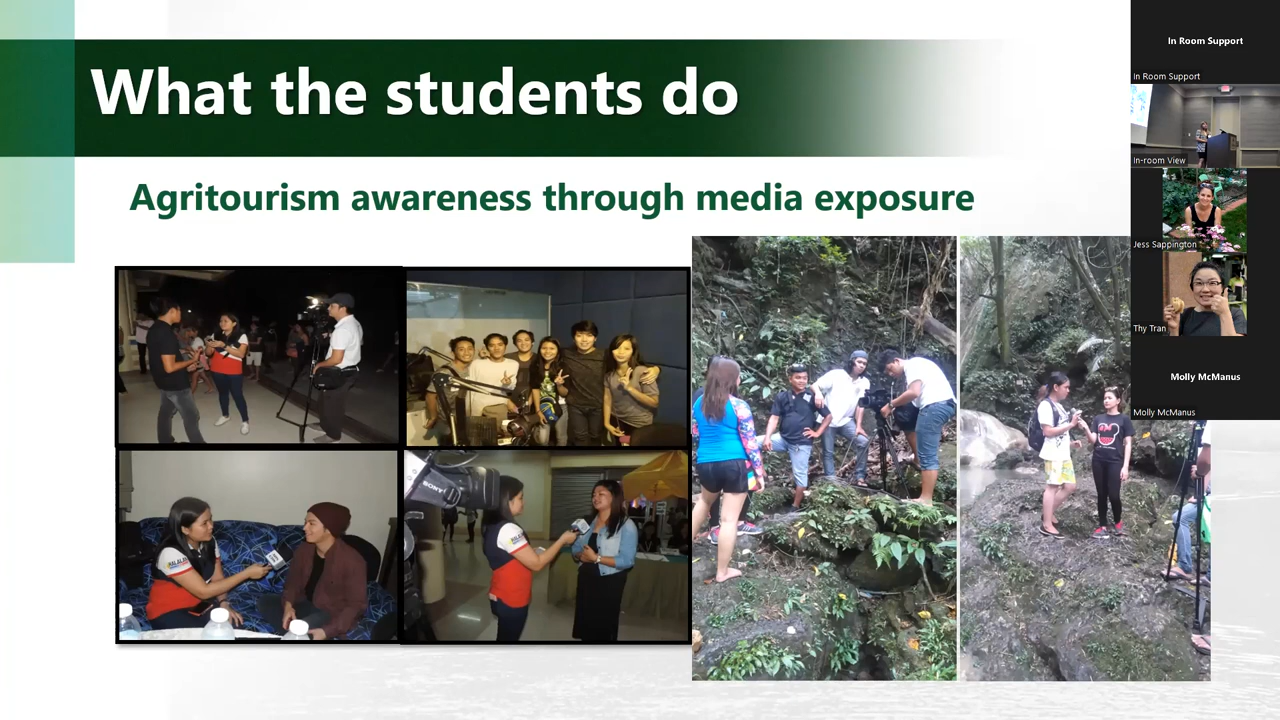 What the students do
Agritourism awareness through media exposure
SONY
In Room Support
In Room Support
In-room View
Jess Sappington
Thy Tran
Molly McManus
Molly McManus